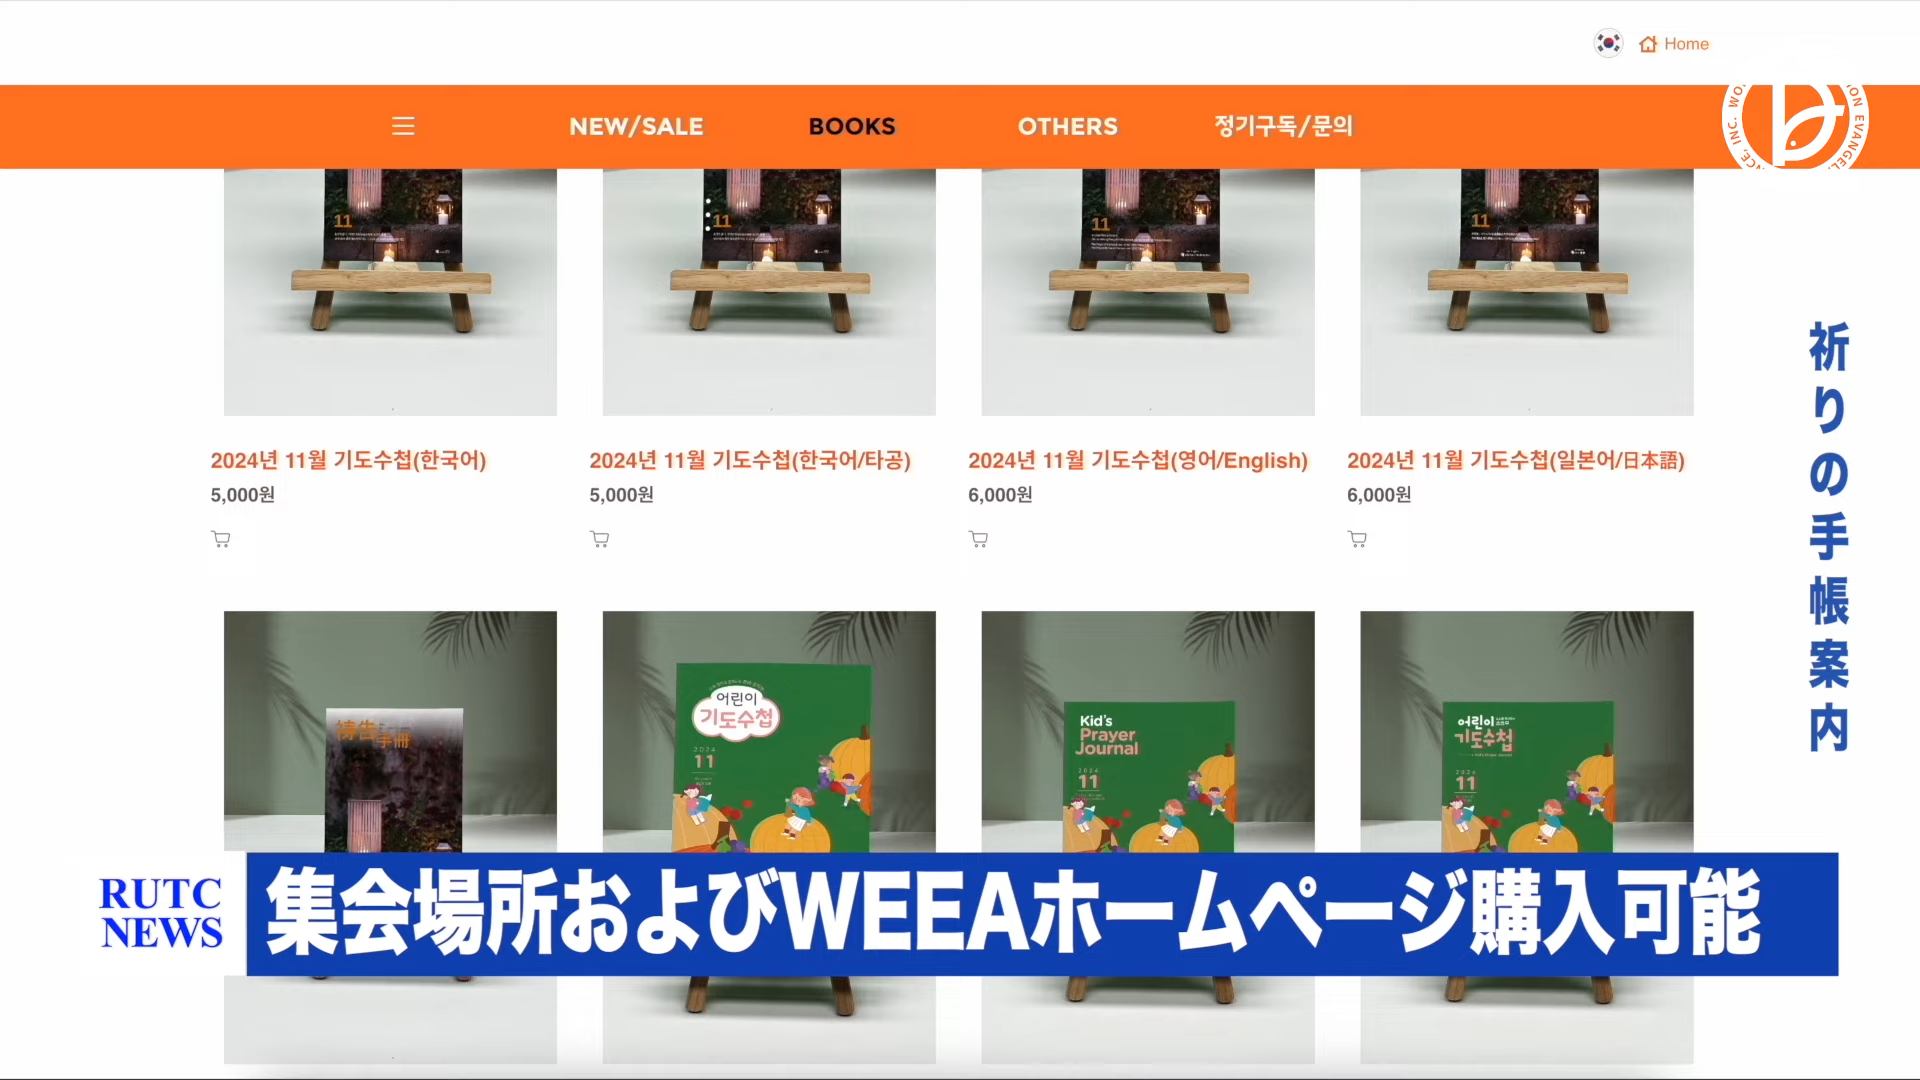 Home
NEW/SALE
BOOKS
OTHERS
정기구독/문의
11
11
11
11
2024년 11월 기도수첩(한국어)
5,000원
2024년 11월 기도수첩(한국어/타공)
5,000원
2024년 11월 기도수첩(영어/English)
6,000원
2024년 11월 기도수첩(일본어/日本語)
6,000원
祈りの手帳案内
禱告手冊
어린이
기도수첩
2024
11
Kid's
Prayer
Journal
2024
11
어린이
기도수첩
2024
11
RUTC
NEWS
集会場所およびWEEAホームページ購入可能